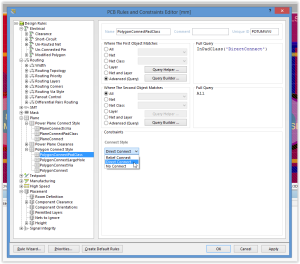 PCB Rules and Constraints Editor [mm]
Design Rules
Electrical
Clearance
Short-Circuit
Un-Routed Net
Un-Connected Pin
Modified Polygon
Routing
Width
Routing Topology
Routing Priority
Routing Layers
Routing Corners
Routing Via Style
Fanout Control
Differential Pairs Routing
SMT
Mask
Plane
Power Plane Connect Style
PlaneConnectVia
PlaneConnectPadClass
PlaneConnect
Power Plane Clearance
Polygon Connect Style
PolygonConnectPadClass
PolygonConnectLargeHole
PolygonConnectVia
PolygonConnect
Testpoint
Manufacturing
High Speed
Placement
Room Definition
Component Clearance
Component Orientations
Permitted Layers
Nets to Ignore
Height
Signal Integrity
Name
PolygonConnectPadClass
Comment
Unique ID
Where The First Object Matches
Full Query
All
Net
Net Class
Layer
Net and Layer
Advanced (Query)
Query Helper ...
Query Builder ...
InPadClass('DirectConnect')
Where The Second Object Matches
Full Query
All
Net
Net Class
Layer
Net and Layer
Advanced (Query)
Query Helper ...
Query Builder ...
All
Constraints
Connect Style
Direct Connect
Relief Connect
Direct Connect
No Connect
Rule Wizard...
Priorities...
Create Default Rules
OK
Cancel
Apply